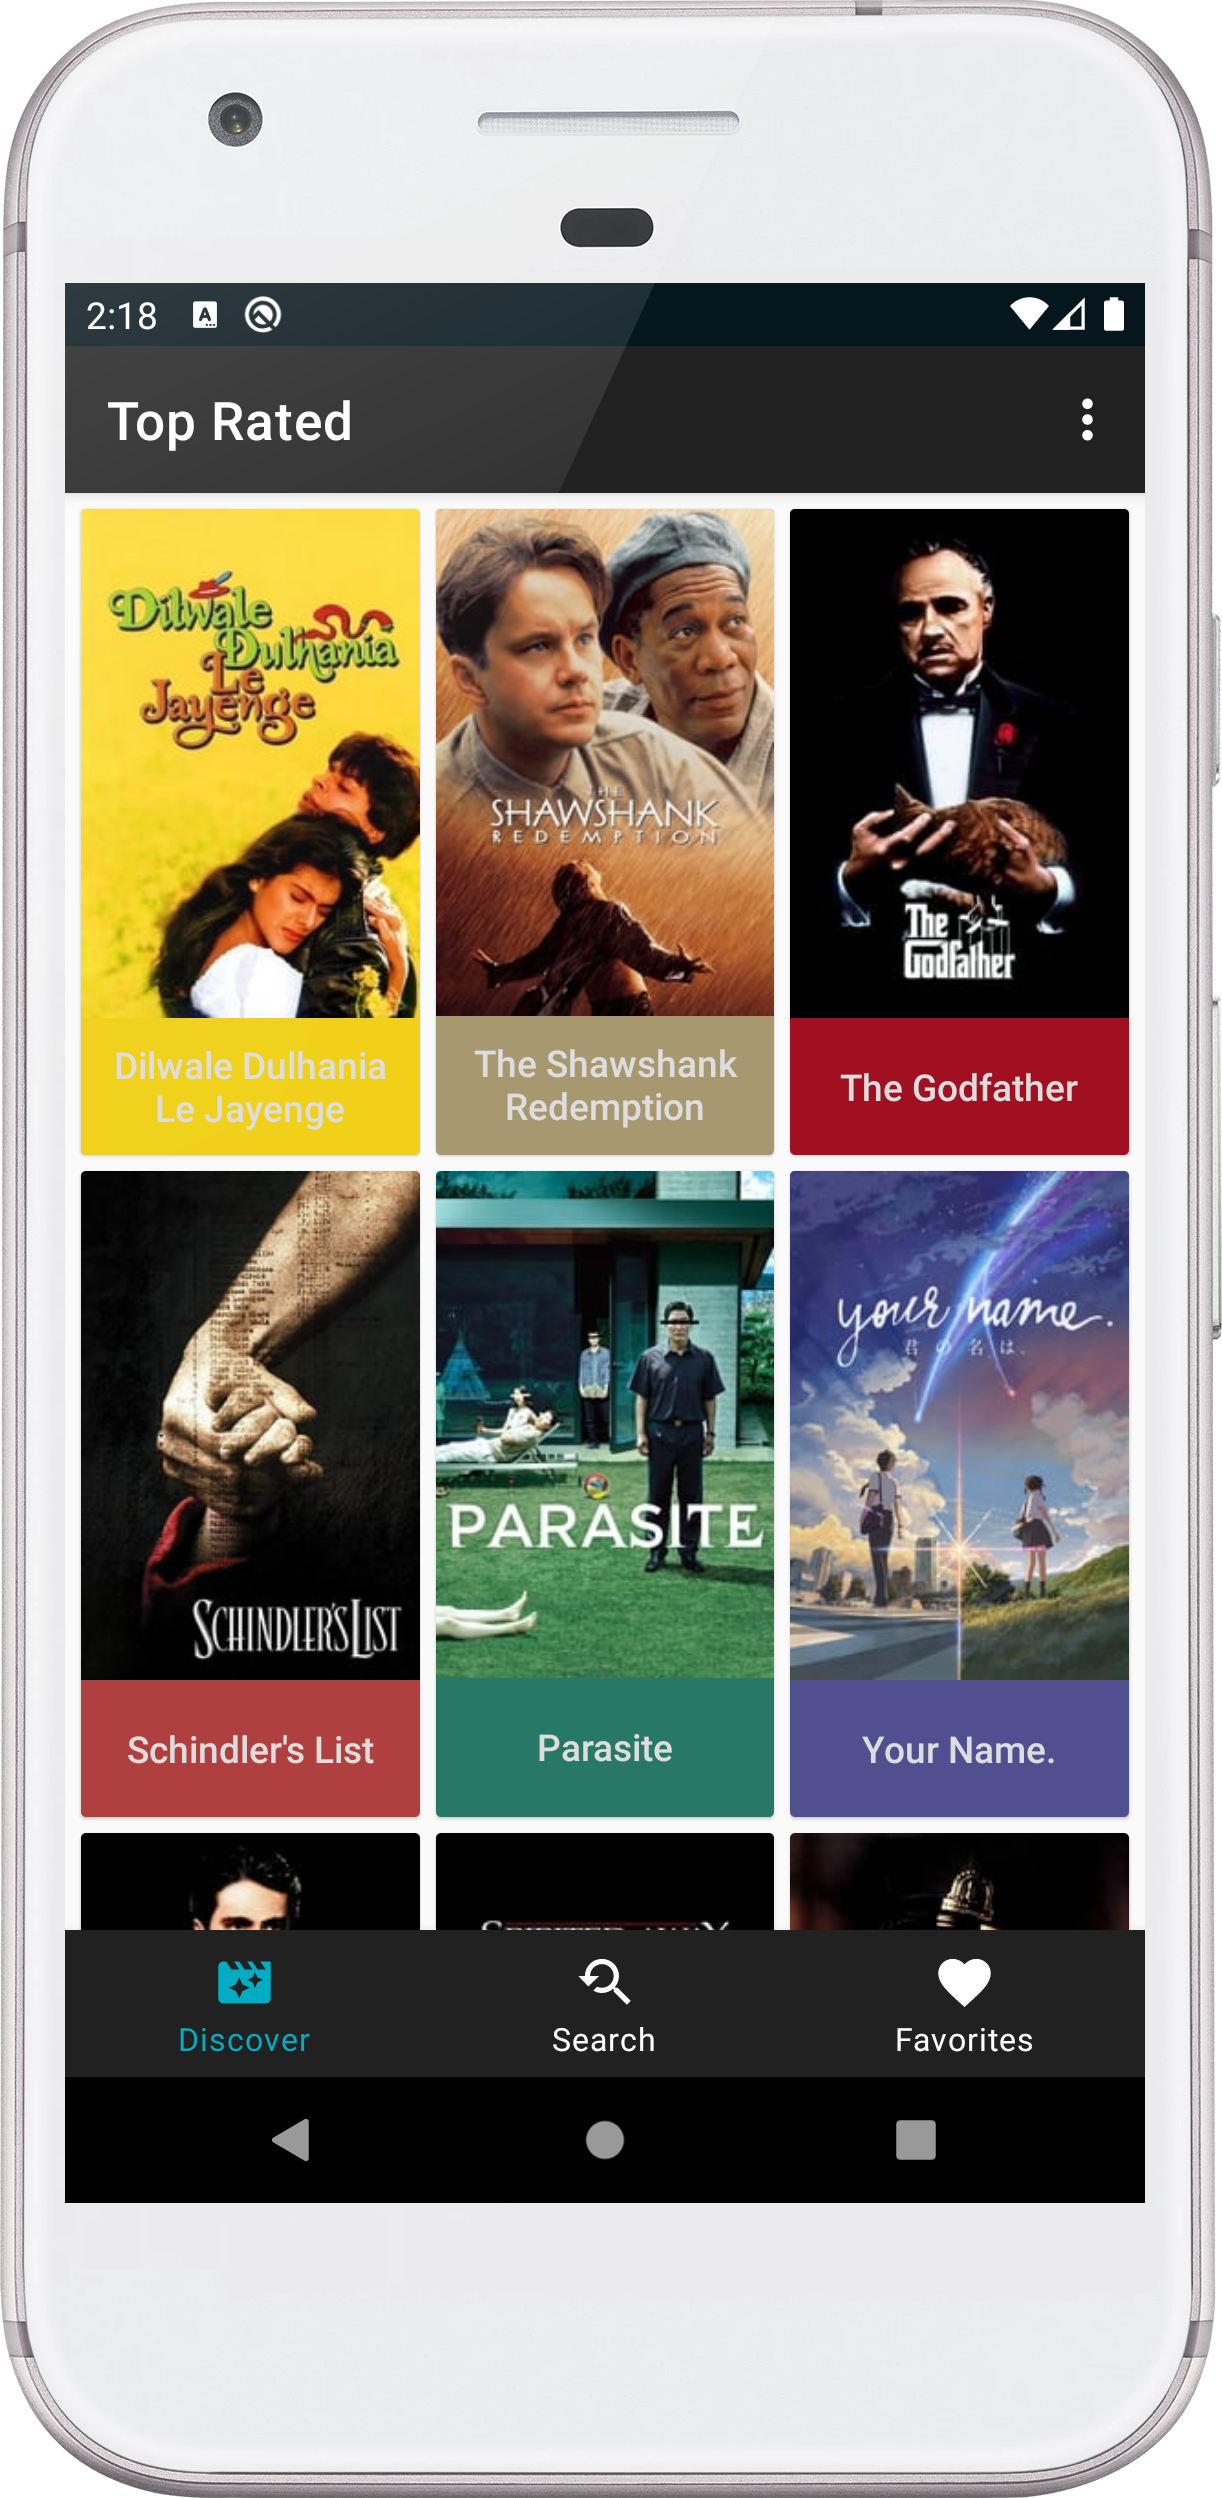 2:18
Top Rated
Dilwale
Dulhania
Le
Jayenge
THE
SHAWSHANK
REDEMPTION
The
Godfather
Dilwale Dulhania
Le Jayenge
The Shawshank
Redemption
The Godfather
SCHINDLER'S LIST
PARASITE
your name.
君の名は。
Schindler's List
Parasite
Your Name.
Discover
Search
Favorites